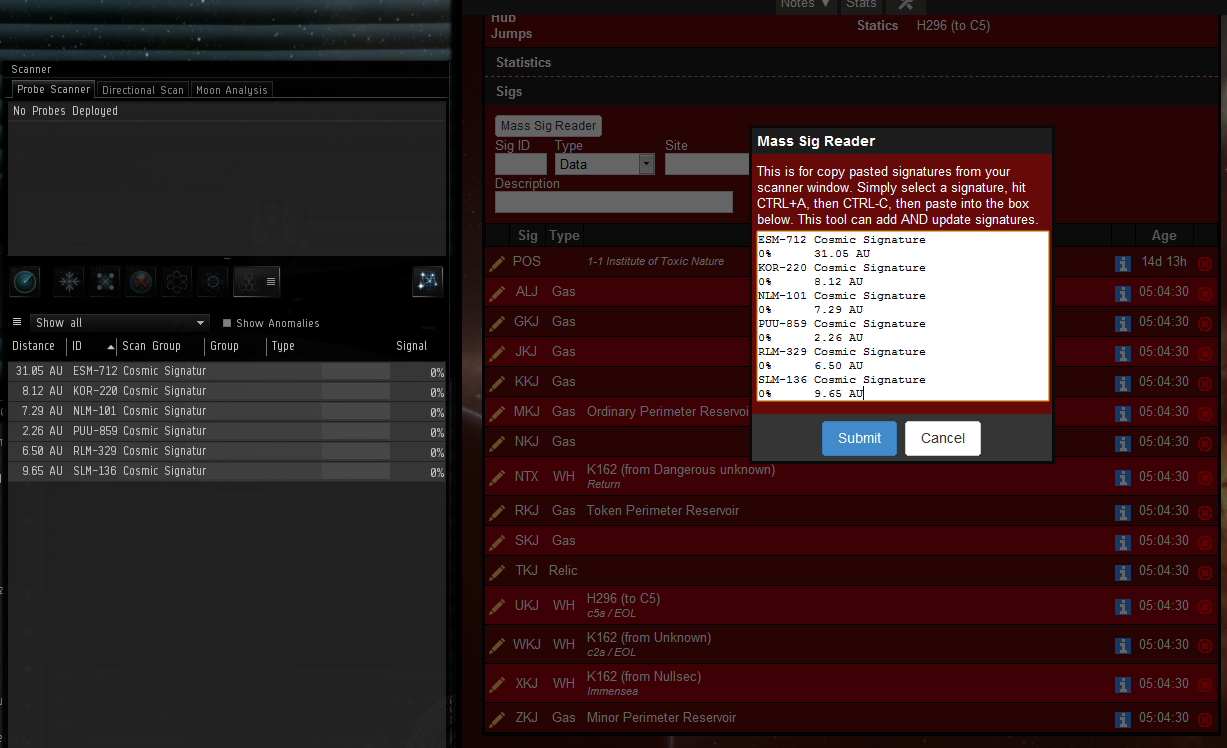 Scanner
Probe Scanner Directional Scan Moon Analysis
No Probes Deployed
Show all Show Anomalies
Distance ID Scan Group Group Type Signal
31.05 AU ESM-712 Cosmic Signatur 0%
8.12 AU KOR-220 Cosmic Signatur 0%
7.29 AU NLM-101 Cosmic Signatur 0%
2.26 AU PUU-859 Cosmic Signatur 0%
6.50 AU RLM-329 Cosmic Signatur 0%
9.65 AU SLM-136 Cosmic Signatur 0%
Notes ▼ Stats
Hub
Jumps
Statics H296 (to C5)
Statistics
Sigs
Mass Sig Reader
Sig ID Type Site
Data
Description
Sig Type Age
POS 1-1 Institute of Toxic Nature 14d 13h
ALJ Gas 05:04:30
GKJ Gas 05:04:30
JKJ Gas 05:04:30
KKJ Gas 05:04:30
MKJ Gas Ordinary Perimeter Reservoi 05:04:30
NKJ Gas 05:04:30
NTX WH K162 (from Dangerous unknown) 05:04:30
Return
RKJ Gas Token Perimeter Reservoir 05:04:30
SKJ Gas 05:04:30
TKJ Relic 05:04:30
UKJ WH H296 (to C5) 05:04:30
c5a / EOL
WKJ WH K162 (from Unknown) 05:04:30
c2a / EOL
XKJ WH K162 (from Nullsec) 05:04:30
Immensea
ZKJ Gas Minor Perimeter Reservoir 05:04:30
Mass Sig Reader
This is for copy pasted signatures from your
scanner window. Simply select a signature, hit
CTRL+A, then CTRL-C, then paste into the box
below. This tool can add AND update signatures.
ESM-712 Cosmic Signature
0% 31.05 AU
KOR-220 Cosmic Signature
0% 8.12 AU
NLM-101 Cosmic Signature
0% 7.29 AU
PUU-859 Cosmic Signature
0% 2.26 AU
RLM-329 Cosmic Signature
0% 6.50 AU
SLM-136 Cosmic Signature
0% 9.65 AU
Submit Cancel